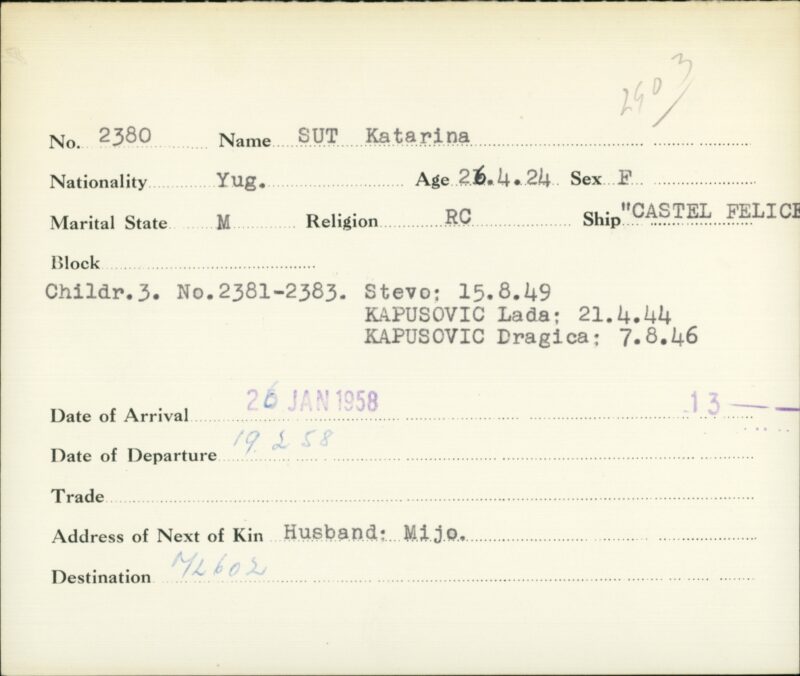 2903
No. 2380 Name SUT Katarina
Nationality Yug. Age 26.4.24 Sex F
Marital State M Religion RC Ship "CASTEL FELICE
Block
Childr.3. No.2381-2383. Stevo; 15.8.49
KAPUSOVIC Lada; 21.4.44
KAPUSOVIC Dragica; 7.8.46
Date of Arrival 26 JAN 1958 13
Date of Departure 19 2 58
Trade
Address of Next of Kin Husband: Mijo.
Destination